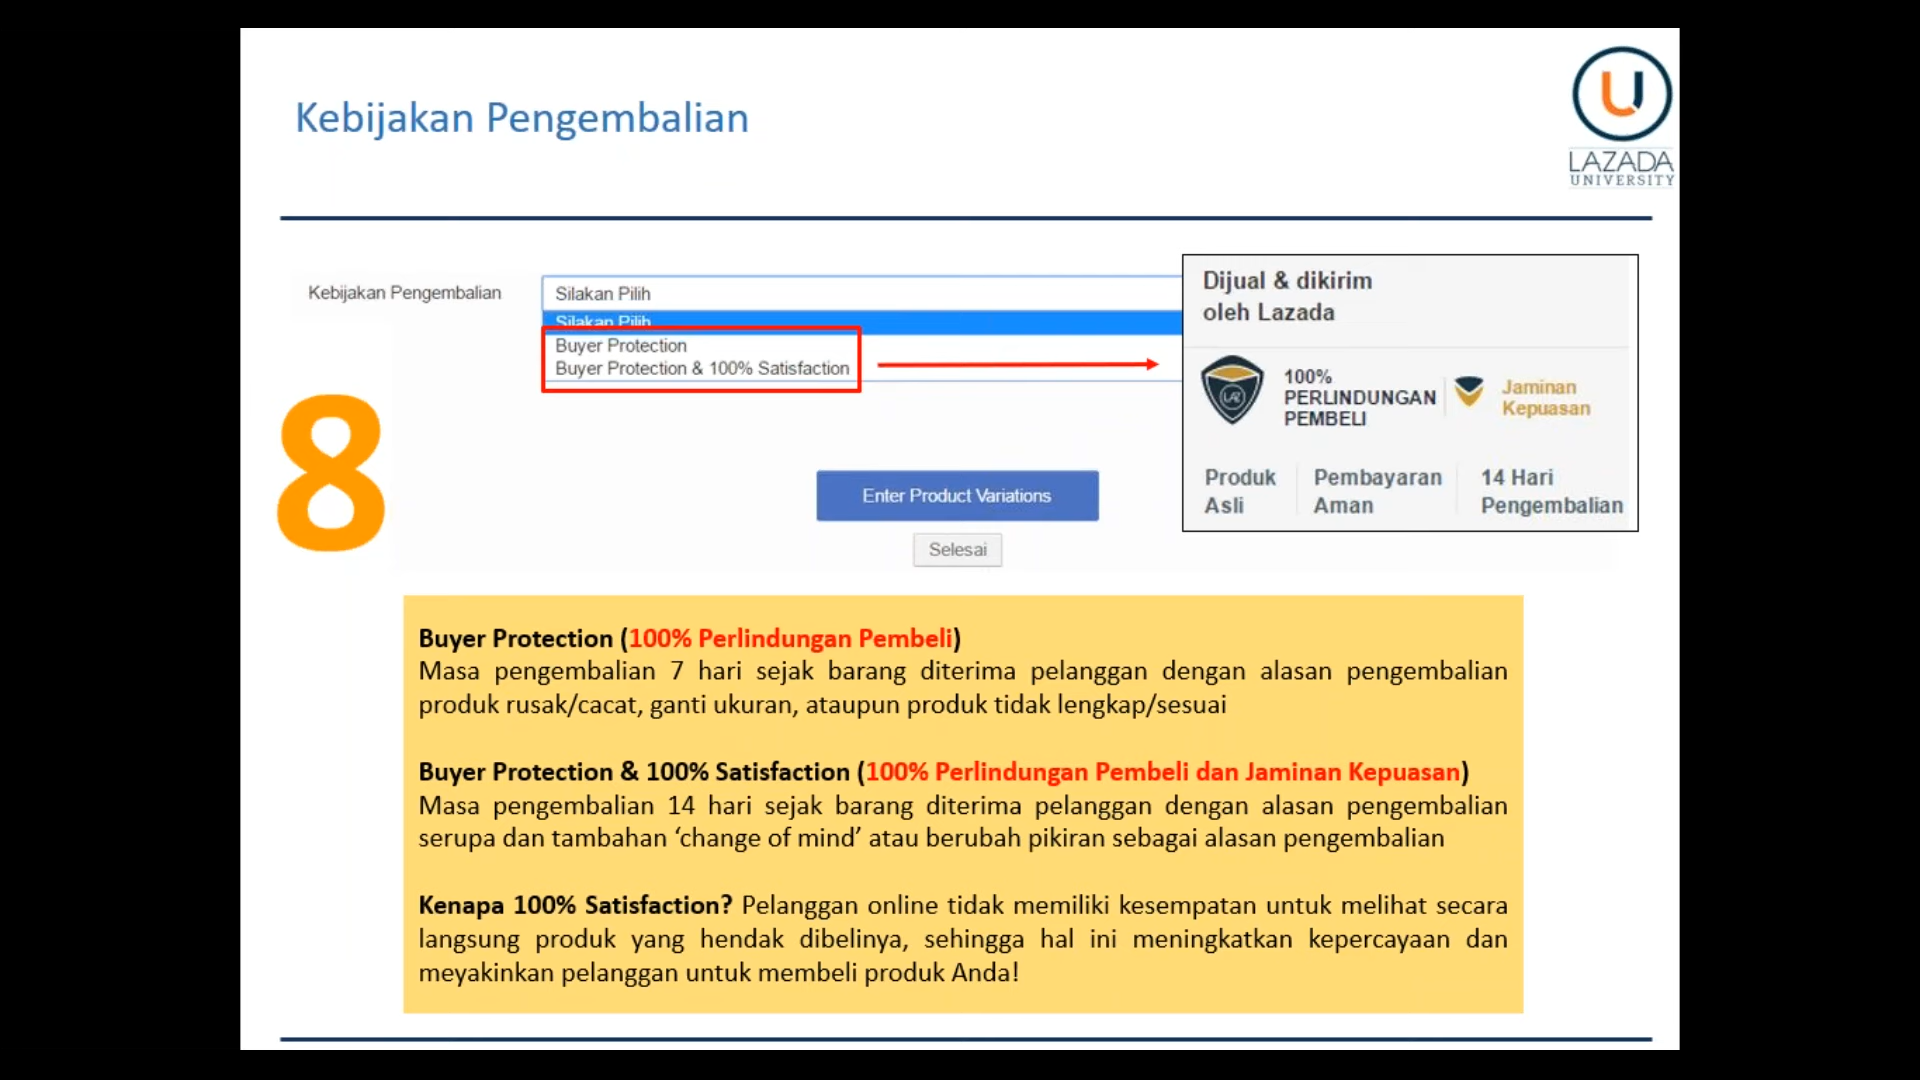 Kebijakan Pengembalian
LAZADA
UNIVERSITY
Kebijakan Pengembalian
Silakan Pilih
Silakan Pilih
Buyer Protection
Buyer Protection & 100% Satisfaction
Dijual & dikirim
oleh Lazada
100%
PERLINDUNGAN
PEMBELI
Jaminan
Kepuasan
Produk
Asli
Pembayaran
Aman
14 Hari
Pengembalian
8
Enter Product Variations
Selesai
Buyer Protection (100% Perlindungan Pembeli)
Masa pengembalian 7 hari sejak barang diterima pelanggan dengan alasan pengembalian
produk rusak/cacat, ganti ukuran, ataupun produk tidak lengkap/sesuai
Buyer Protection & 100% Satisfaction (100% Perlindungan Pembeli dan Jaminan Kepuasan)
Masa pengembalian 14 hari sejak barang diterima pelanggan dengan alasan pengembalian
serupa dan tambahan ‘change of mind’ atau berubah pikiran sebagai alasan pengembalian
Kenapa 100% Satisfaction? Pelanggan online tidak memiliki kesempatan untuk melihat secara
langsung produk yang hendak dibelinya, sehingga hal ini meningkatkan kepercayaan dan
meyakinkan pelanggan untuk membeli produk Anda!